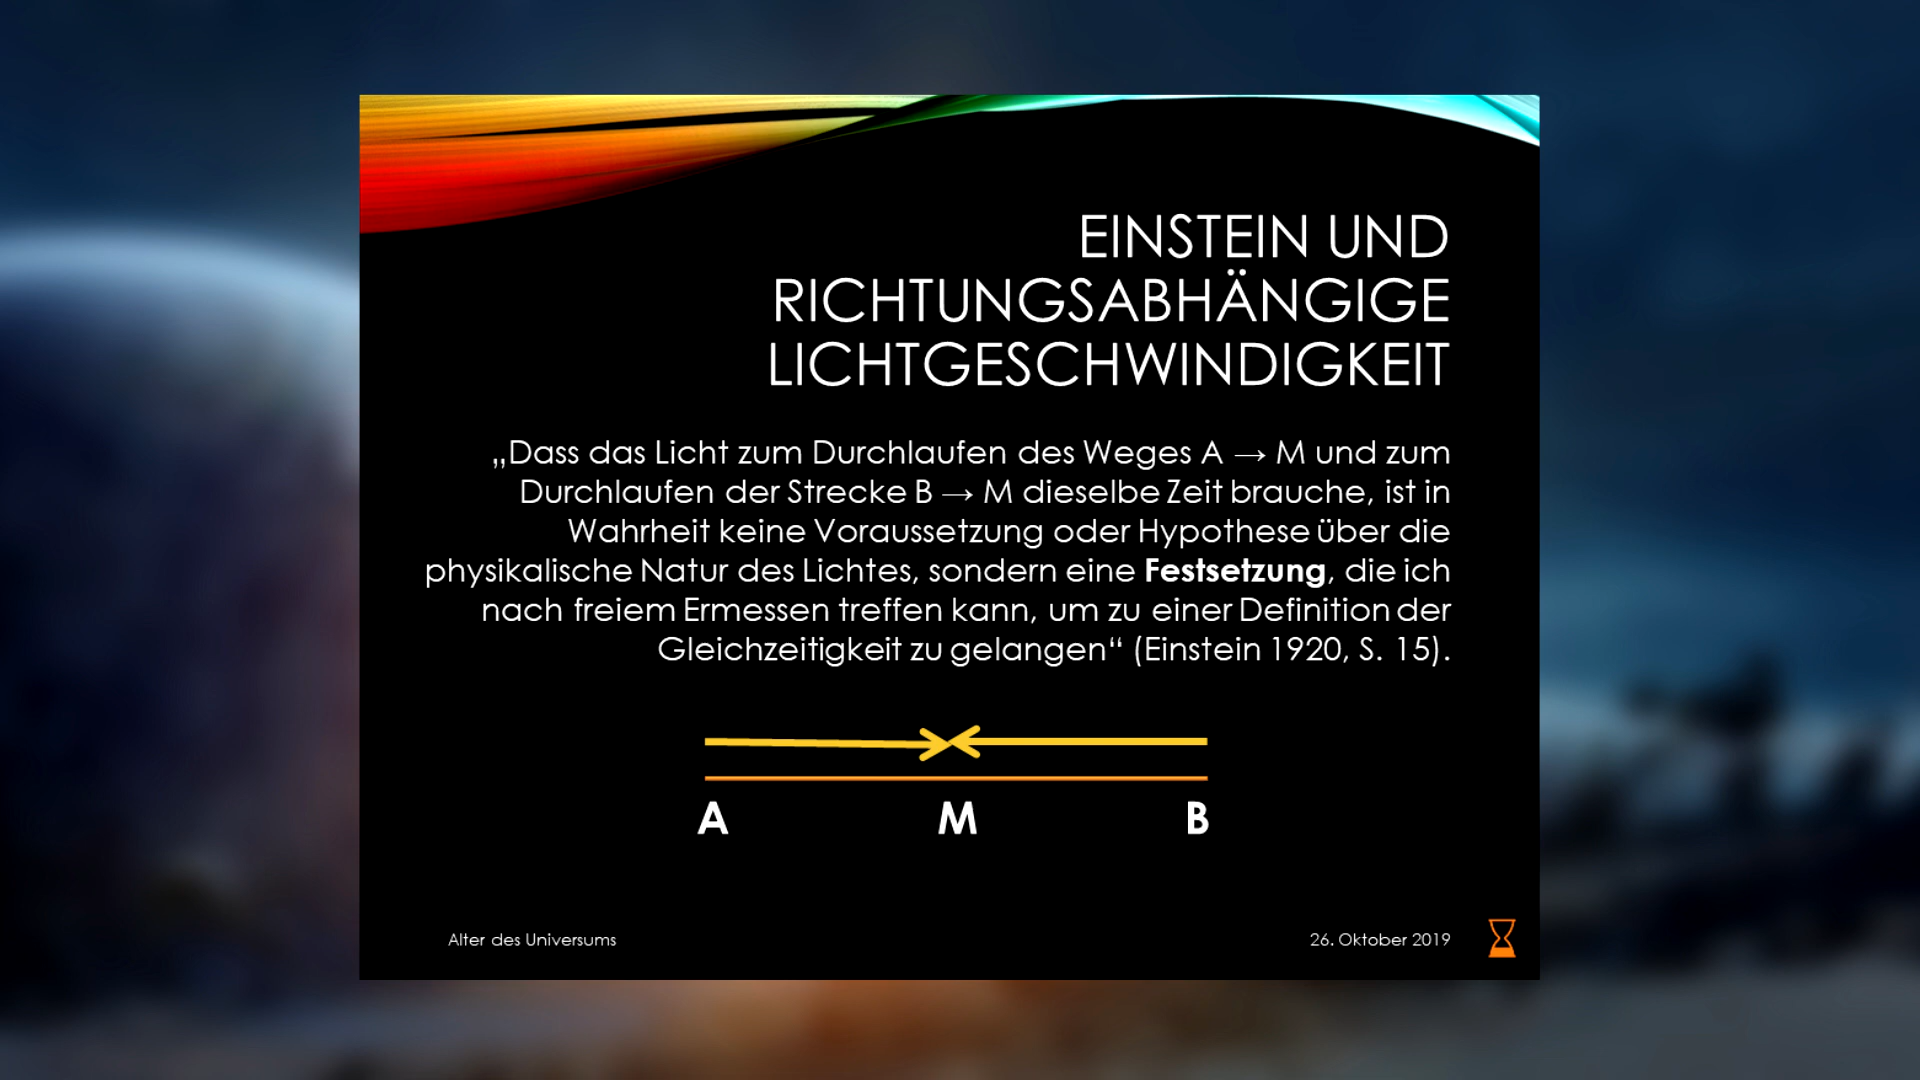 EINSTEIN UND
RICHTUNGSABHÄNGIGE
LICHTGESCHWINDIGKEIT
„Dass das Licht zum Durchlaufen des Weges A → M und zum
Durchlaufen der Strecke B → M dieselbe Zeit brauche, ist in
Wahrheit keine Voraussetzung oder Hypothese über die
physikalische Natur des Lichtes, sondern eine Festsetzung, die ich
nach freiem Ermessen treffen kann, um zu einer Definition der
Gleichzeitigkeit zu gelangen“ (Einstein 1920, S. 15).
A M B
Alter des Universums 26. Oktober 2019